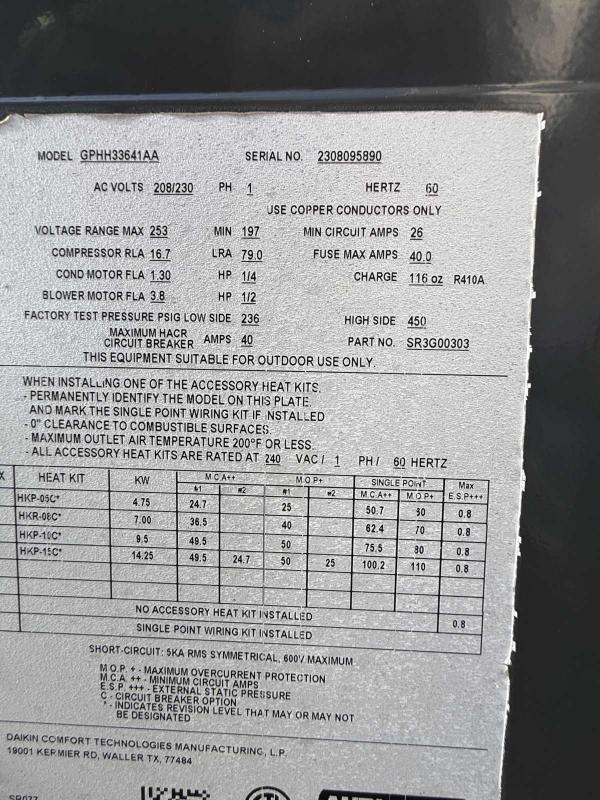 MODEL GPHH33641AA SERIAL NO. 2308095890
AC VOLTS 208/230 PH 1 HERTZ 60
USE COPPER CONDUCTORS ONLY
VOLTAGE RANGE MAX 253 MIN 197 MIN CIRCUIT AMPS 26
COMPRESSOR RLA 16.7 LRA 79.0 FUSE MAX AMPS 40.0
COND MOTOR FLA 1.30 HP 1/4 CHARGE 116 oz R410A
BLOWER MOTOR FLA 3.8 HP 1/2
FACTORY TEST PRESSURE PSIG LOW SIDE 236 HIGH SIDE 450
MAXIMUM HACR
CIRCUIT BREAKER AMPS 40 PART NO. SR3G00303
THIS EQUIPMENT SUITABLE FOR OUTDOOR USE ONLY.
WHEN INSTALLING ONE OF THE ACCESSORY HEAT KITS.
- PERMANENTLY IDENTIFY THE MODEL ON THIS PLATE.
AND MARK THE SINGLE POINT WIRING KIT IF INSTALLED
- 0" CLEARANCE TO COMBUSTIBLE SURFACES.
- MAXIMUM OUTLET AIR TEMPERATURE 200°F OR LESS.
- ALL ACCESSORY HEAT KITS ARE RATED AT 240 VAC/ 1 PH/ 60 HERTZ
X HEAT KIT KW M.C.A++ M.O.P+ SINGLE POINT Max
#1 #2 #1 #2 M.C.A++ M.O.P+ E.S.P+++
HKP-05C* 4.75 24.7 25 50.7 60 0.8
HKR-08C* 7.00 36.5 40 62.4 70 0.8
HKP-10C* 9.5 49.5 50 75.5 80 0.8
HKP-15C* 14.25 49.5 24.7 50 25 100.2 110 0.8
NO ACCESSORY HEAT KIT INSTALLED 0.8
SINGLE POINT WIRING KIT INSTALLED
SHORT-CIRCUIT: 5KA RMS SYMMETRICAL, 600V MAXIMUM
M.O.P. + - MAXIMUM OVERCURRENT PROTECTION
M.C.A. ++ - MINIMUM CIRCUIT AMPS
E.S.P. +++ - EXTERNAL STATIC PRESSURE
C - CIRCUIT BREAKER OPTION
* - INDICATES REVISION LEVEL THAT MAY OR MAY NOT
BE DESIGNATED
DAIKIN COMFORT TECHNOLOGIES MANUFACTURING, L.P.
19001 KERMIER RD, WALLER TX, 77484